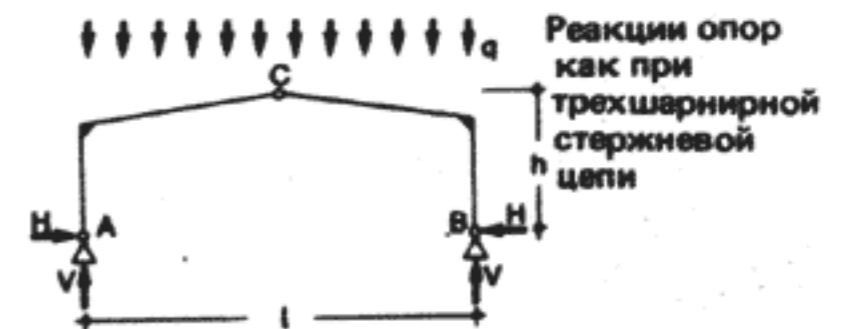 q
Реакции опор
как при
трехшарнирной
стержневой
цепи
C
h
H A
B H
V
V
l